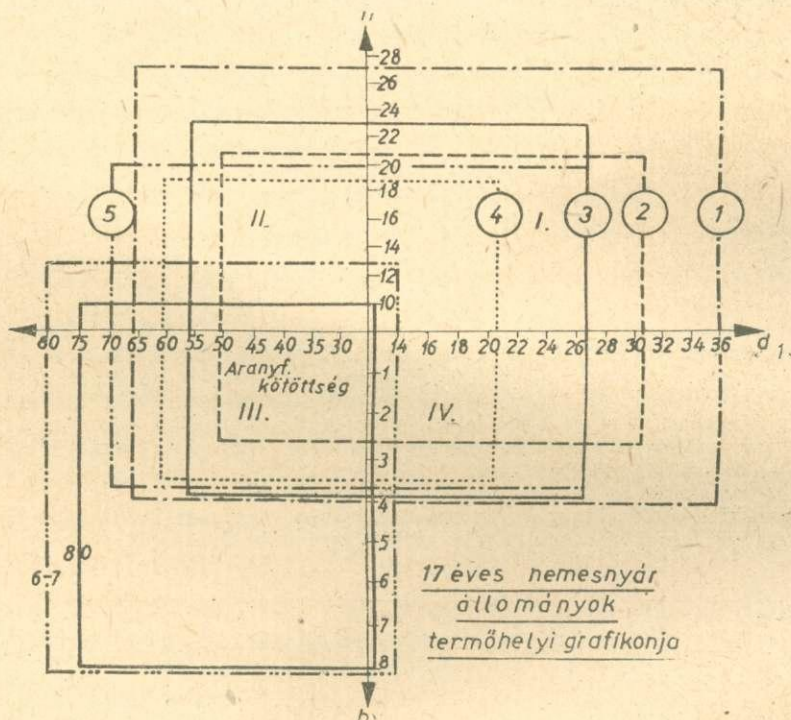 28
26
24
22
20
18
16
14
12
10
5
II.
4
I.
3
2
1
80 75 70 65 60 55 50 45 40 35 30 14 16 18 20 22 24 26 28 30 32 34 36 d 1.
Aranyf.
kötöttség
III.
IV.
1
2
3
4
5
6
7
8
80
6-7
17 éves nemesnyár
állományok
termőhelyi grafikonja